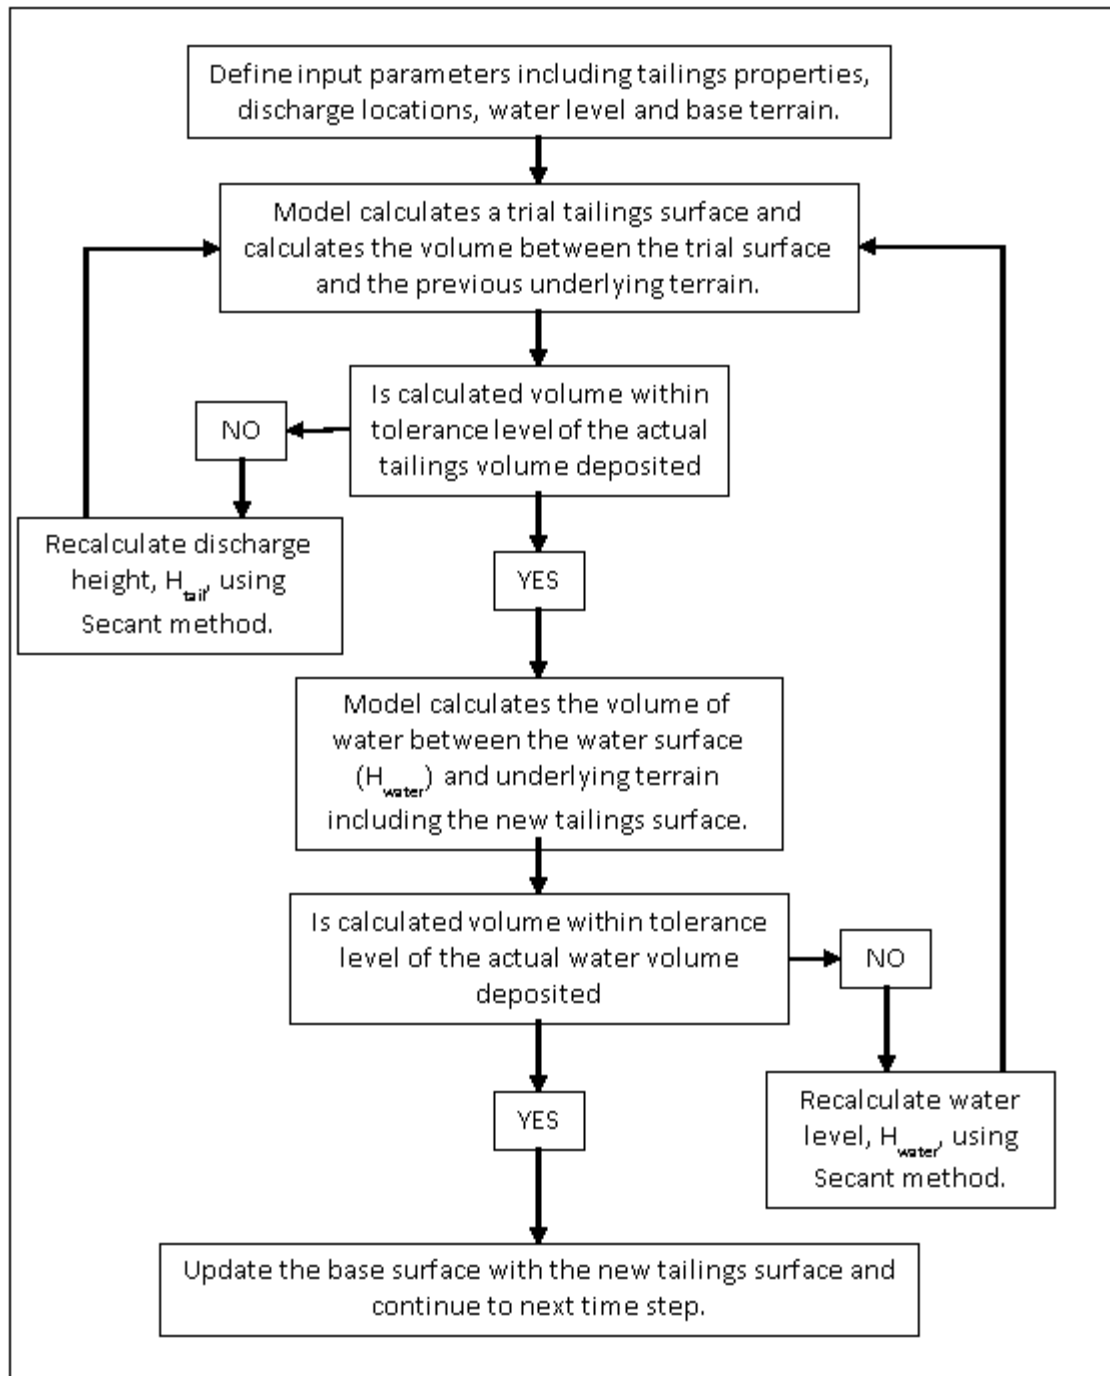 Define input parameters including tailings properties,
discharge locations, water level and base terrain.
Model calculates a trial tailings surface and
calculates the volume between the trial surface
and the previous underlying terrain.
Is calculated volume within
tolerance level of the actual
tailings volume deposited
NO
Recalculate discharge
height, H_tail, using
Secant method.
YES
Model calculates the volume of
water between the water surface
(H_water) and underlying terrain
including the new tailings surface.
Is calculated volume within tolerance
level of the actual water volume
deposited
NO
Recalculate water
level, H_water, using
Secant method.
YES
Update the base surface with the new tailings surface and
continue to next time step.